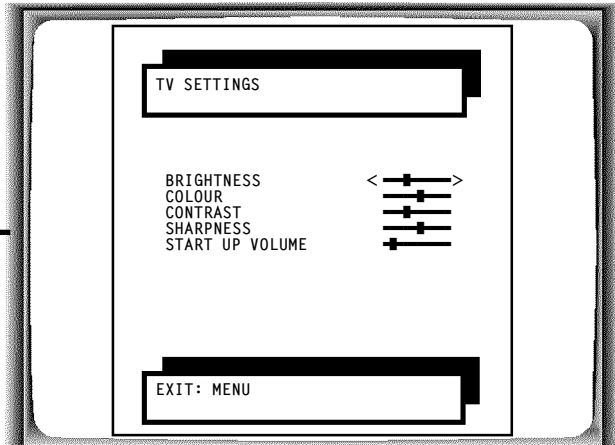 TV SETTINGS
BRIGHTNESS < >
COLOUR
CONTRAST
SHARPNESS
START UP VOLUME
EXIT: MENU